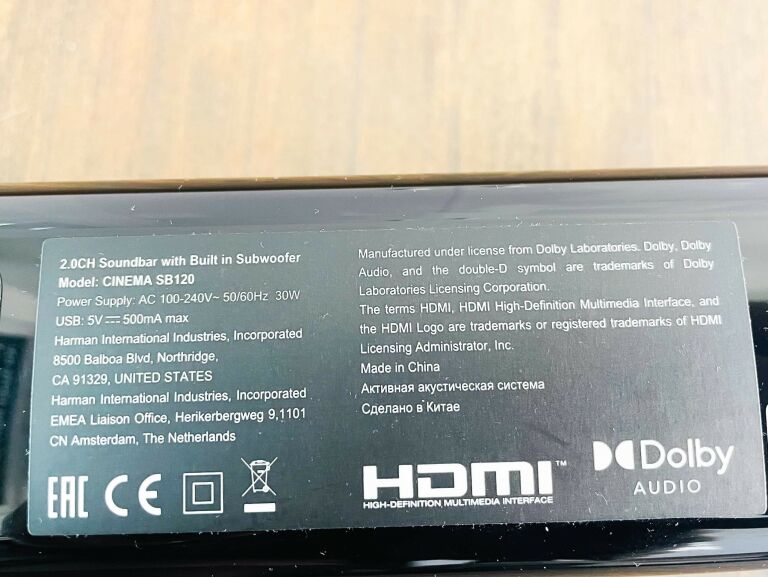 2.0CH Soundbar with Built in Subwoofer
Model: CINEMA SB120
Power Supply: AC 100-240V~ 50/60Hz 30W
USB: 5V⎓500mA max
Harman International Industries, Incorporated
8500 Balboa Blvd, Northridge,
CA 91329, UNITED STATES
Harman International Industries, Incorporated
EMEA Liaison Office, Herikerbergweg 9,1101
CN Amsterdam, The Netherlands
EAC CE
Manufactured under license from Dolby Laboratories. Dolby, Dolby
Audio, and the double-D symbol are trademarks of Dolby
Laboratories Licensing Corporation.
The terms HDMI, HDMI High-Definition Multimedia Interface, and
the HDMI Logo are trademarks or registered trademarks of HDMI
Licensing Administrator, Inc.
Made in China
Активная акустическая система
Сделано в Китае
HDMI™
HIGH-DEFINITION MULTIMEDIA INTERFACE
Dolby
AUDIO